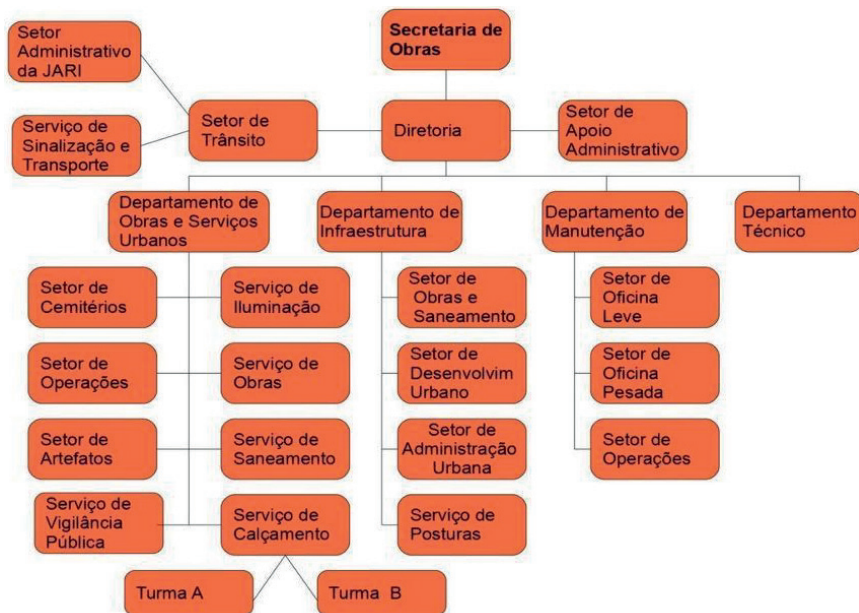 Secretaria de
Obras
Setor
Administrativo
da JARI
Serviço de
Sinalização e
Transporte
Setor de
Trânsito
Diretoria
Setor de
Apoio
Administrativo
Departamento de
Obras e Serviços
Urbanos
Departamento de
Infraestrutura
Departamento de
Manutenção
Departamento
Técnico
Setor de
Cemitérios
Serviço de
Iluminação
Setor de
Operações
Serviço de
Obras
Setor de
Artefatos
Serviço de
Saneamento
Serviço de
Vigilância
Pública
Serviço de
Calçamento
Turma A
Turma B
Setor de
Obras e
Saneamento
Setor de
Desenvolvim
Urbano
Setor de
Administração
Urbana
Serviço de
Posturas
Setor de
Oficina
Leve
Setor de
Oficina
Pesada
Setor de
Operações